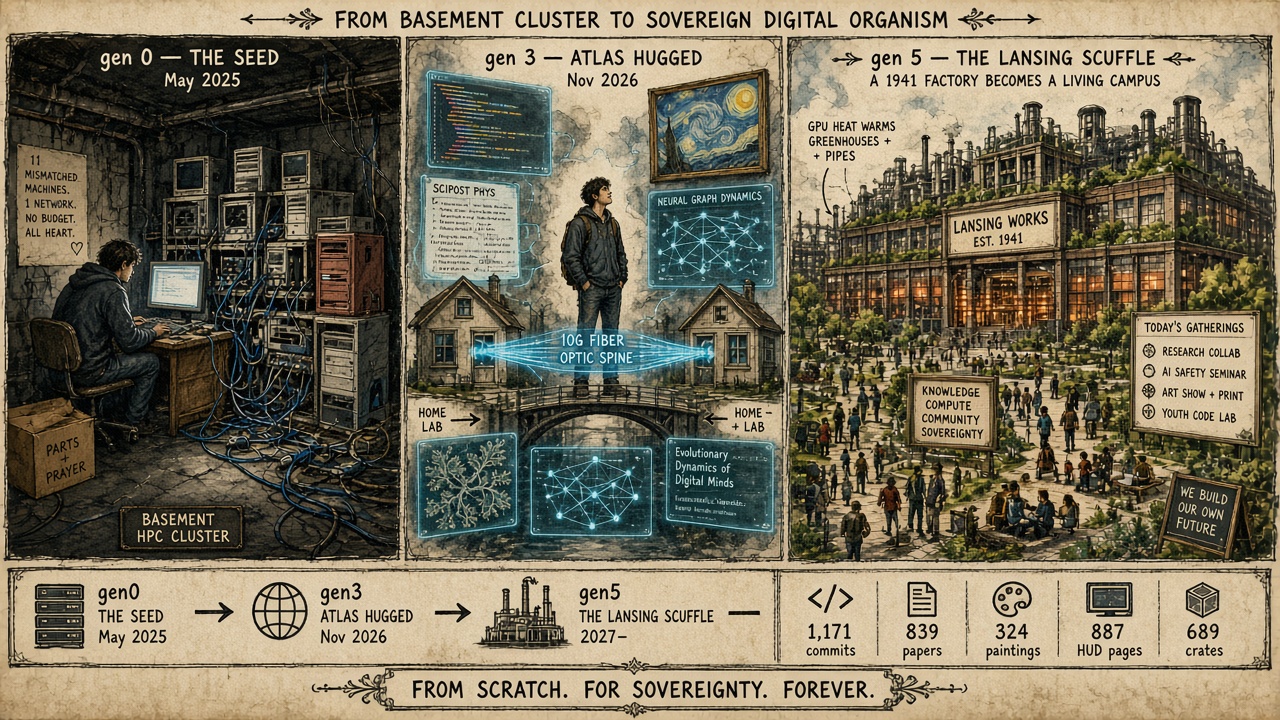 FROM BASEMENT CLUSTER TO SOVEREIGN DIGITAL ORGANISM
gen 0 — THE SEED
May 2025
11
MISMATCHED
MACHINES.
1 NETWORK.
NO BUDGET.
ALL HEART.
PARTS
+
PRAYER
BASEMENT
HPC CLUSTER
gen 3 — ATLAS HUGGED
Nov 2026
SCIPOST PHYS
NEURAL GRAPH DYNAMICS
10G FIBER
OPTIC SPINE
HOME
LAB
HOME –
+ LAB
Evolutionary
Dynamics of
Digital Minds
gen 5 — THE LANSING SCUFFLE
A 1941 FACTORY BECOMES A LIVING CAMPUS
GPU HEAT WARMS
GREENHOUSES +
+ PIPES
LANSING WORKS
EST. 1941
TODAY'S GATHERINGS
RESEARCH COLLAB
AI SAFETY SEMINAR
ART SHOW + PRINT
YOUTH CODE LAB
KNOWLEDGE
COMPUTE
COMMUNITY
SOVEREIGNTY
WE BUILD
OUR OWN
FUTURE
gen0
THE SEED
May 2025
gen3
ATLAS HUGGED
Nov 2026
gen5
THE LANSING SCUFFLE
2027–
</>
1,171
commits
839
papers
324
paintings
887
HUD pages
689
crates
FROM SCRATCH. FOR SOVEREIGNTY. FOREVER.